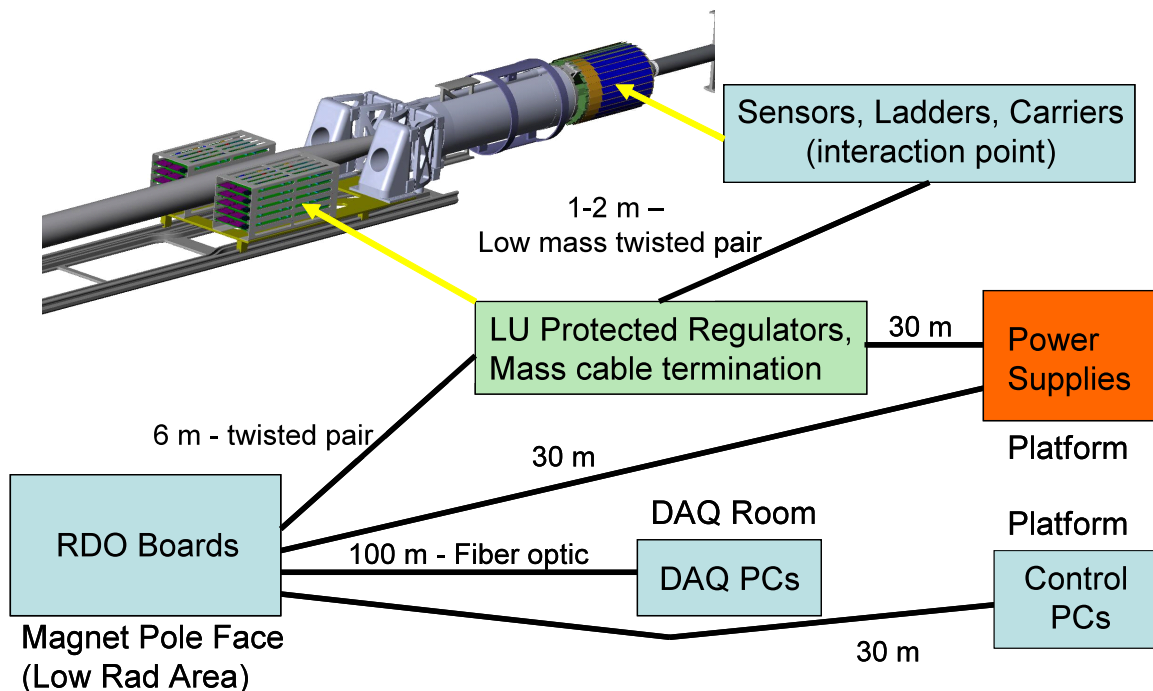 Sensors, Ladders, Carriers
(interaction point)
1-2 m –
Low mass twisted pair
LU Protected Regulators,
Mass cable termination
30 m
Power
Supplies
Platform
6 m - twisted pair
30 m
RDO Boards
Magnet Pole Face
(Low Rad Area)
100 m - Fiber optic
DAQ Room
DAQ PCs
Platform
Control
PCs
30 m